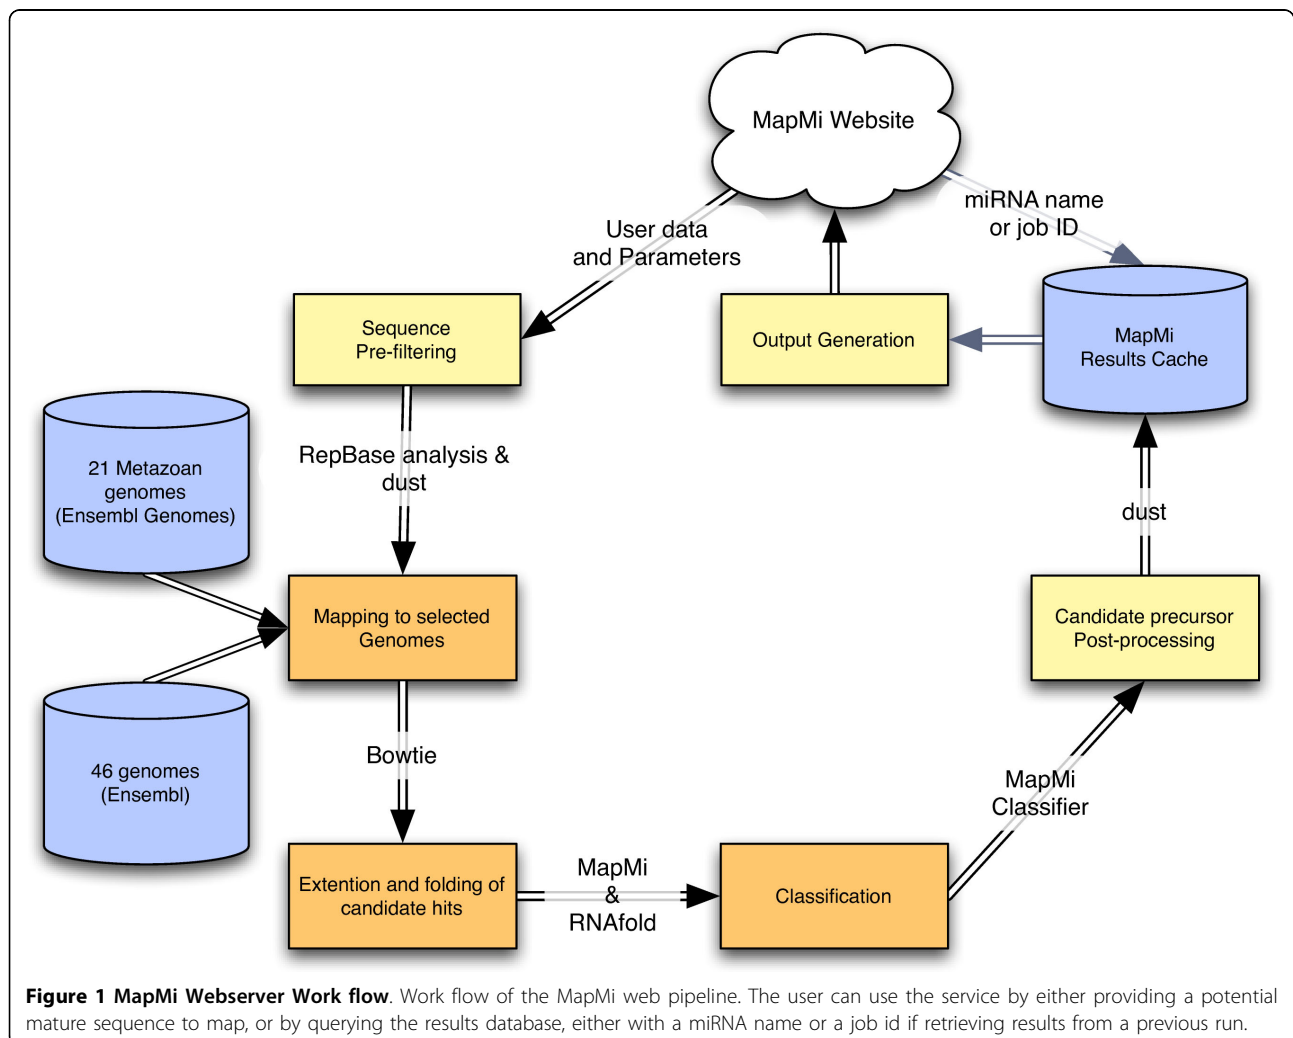 MapMi Website
miRNA name
or job ID
User data
and Parameters
Sequence
Pre-filtering
Output Generation
MapMi
Results Cache
RepBase analysis &
dust
21 Metazoan
genomes
(Ensembl Genomes)
dust
Mapping to selected
Genomes
Candidate precursor
Post-processing
Bowtie
46 genomes
(Ensembl)
MapMi
Classifier
Extention and folding of
candidate hits
MapMi
&
RNAfold
Classification
Figure 1 MapMi Webserver Work flow. Work flow of the MapMi web pipeline. The user can use the service by either providing a potential
mature sequence to map, or by querying the results database, either with a miRNA name or a job id if retrieving results from a previous run.